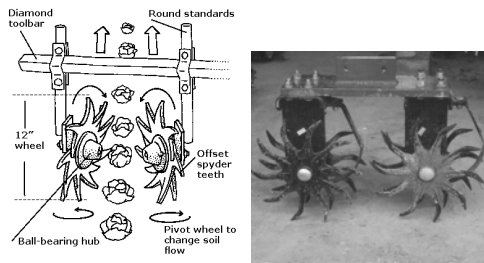 Diamond
toolbar
Round standards
12"
wheel
Offset
spyder
teeth
Ball-bearing hub
Pivot wheel to
change soil
flow